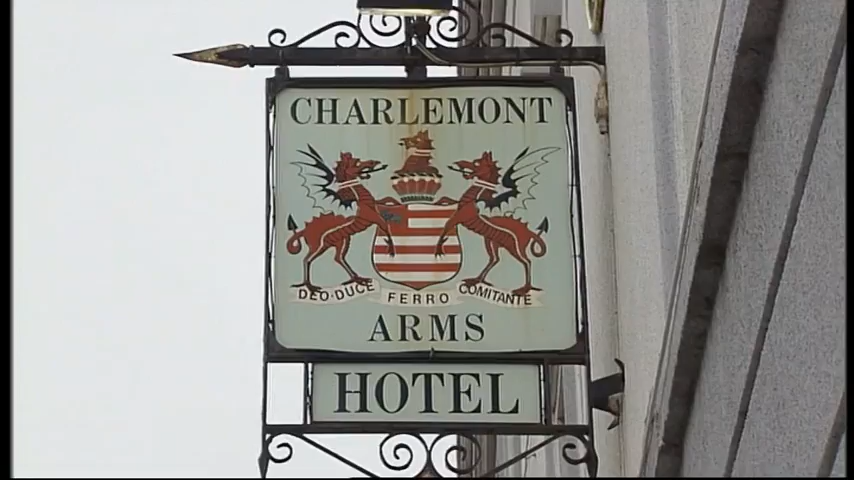 CHARLEMONT
DEO·DUCE FERRO COMITANTE
ARMS
HOTEL